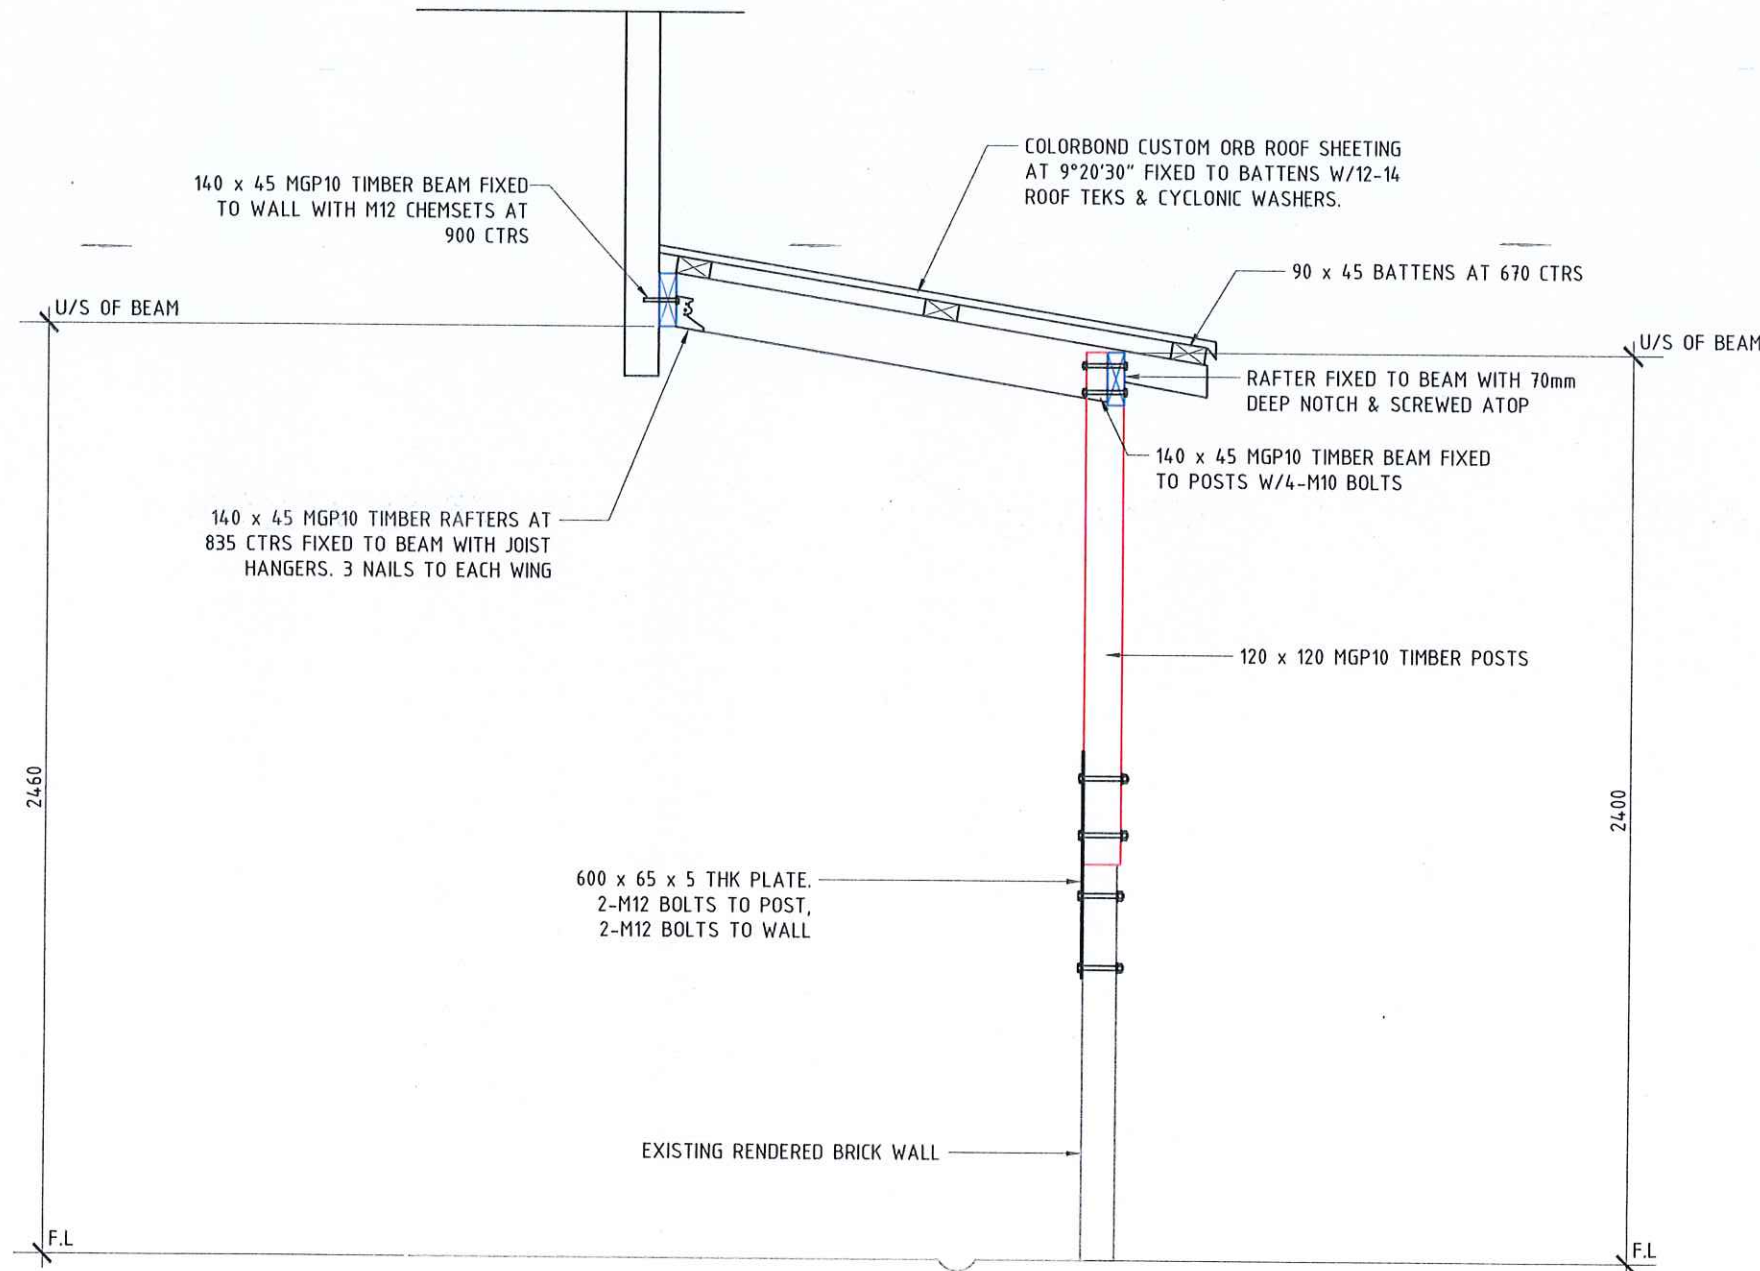 COLORBOND CUSTOM ORB ROOF SHEETING
AT 9°20'30" FIXED TO BATTENS W/12-14
ROOF TEKS & CYCLONIC WASHERS.
140 x 45 MGP10 TIMBER BEAM FIXED
TO WALL WITH M12 CHEMSETS AT
900 CTRS
90 x 45 BATTENS AT 670 CTRS
U/S OF BEAM
U/S OF BEAM
RAFTER FIXED TO BEAM WITH 70mm
DEEP NOTCH & SCREWED ATOP
140 x 45 MGP10 TIMBER BEAM FIXED
TO POSTS W/4-M10 BOLTS
140 x 45 MGP10 TIMBER RAFTERS AT
835 CTRS FIXED TO BEAM WITH JOIST
HANGERS. 3 NAILS TO EACH WING
120 x 120 MGP10 TIMBER POSTS
2460
2400
600 x 65 x 5 THK PLATE.
2-M12 BOLTS TO POST,
2-M12 BOLTS TO WALL
EXISTING RENDERED BRICK WALL
F.L
F.L